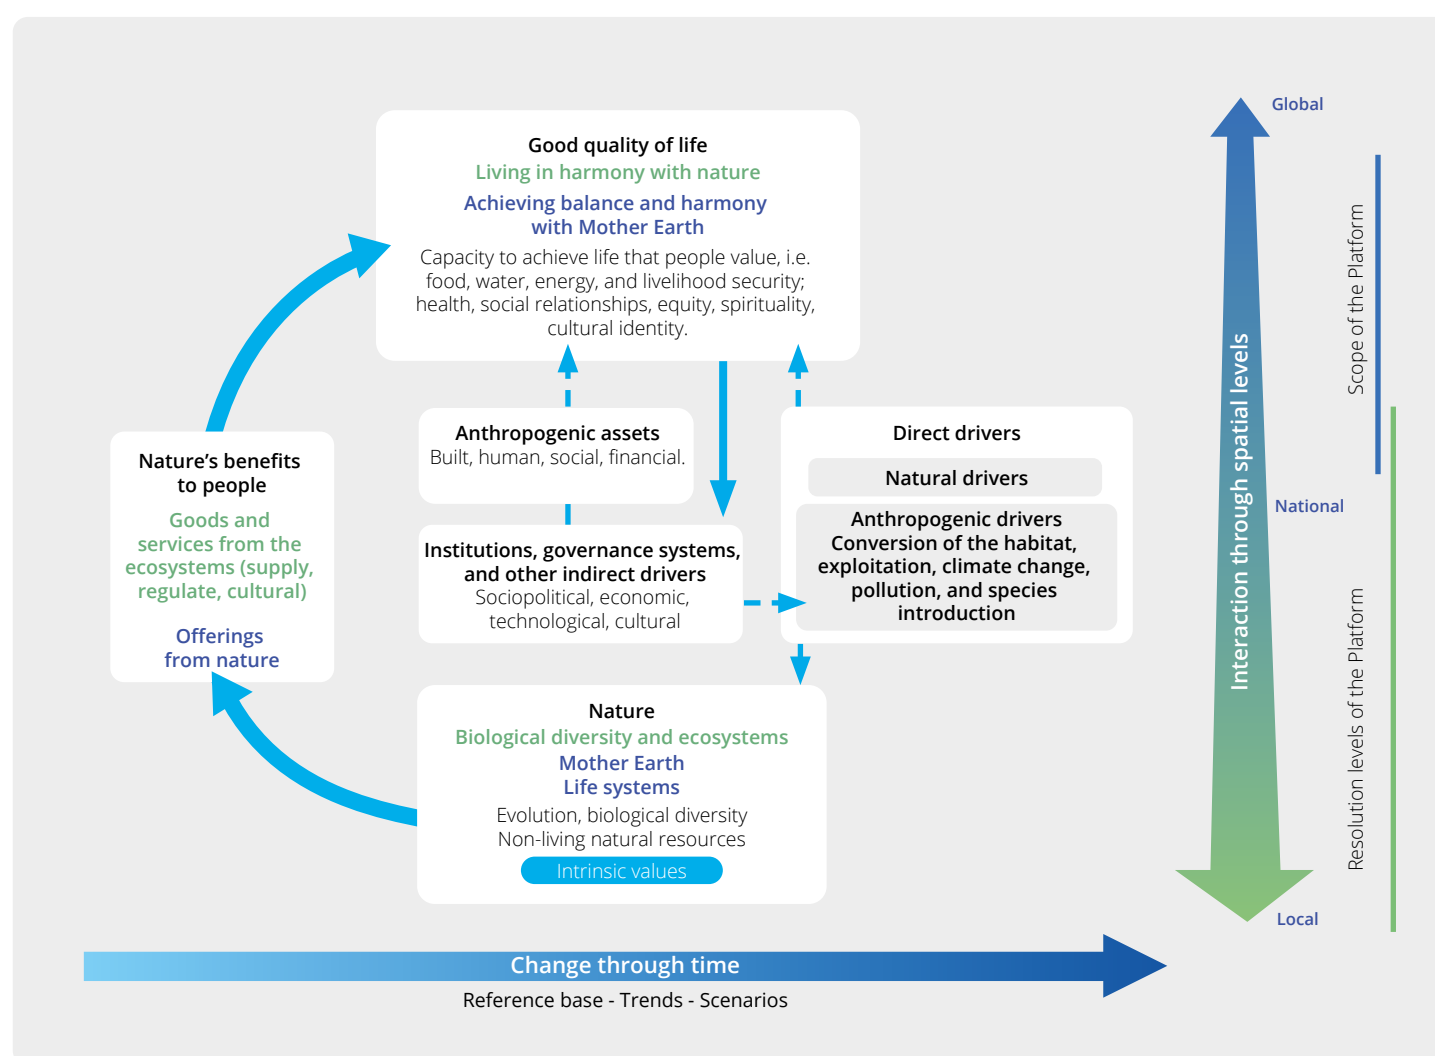 Good quality of life
Living in harmony with nature
Achieving balance and harmony
with Mother Earth
Capacity to achieve life that people value, i.e.
food, water, energy, and livelihood security;
health, social relationships, equity, spirituality,
cultural identity.
Nature’s benefits
to people
Goods and
services from the
ecosystems (supply,
regulate, cultural)
Offerings
from nature
Anthropogenic assets
Built, human, social, financial.
Institutions, governance systems,
and other indirect drivers
Sociopolitical, economic,
technological, cultural
Direct drivers
Natural drivers
Anthropogenic drivers
Conversion of the habitat,
exploitation, climate change,
pollution, and species
introduction
Nature
Biological diversity and ecosystems
Mother Earth
Life systems
Evolution, biological diversity
Non-living natural resources
Intrinsic values
Global
National
Local
Interaction through spatial levels
Scope of the Platform
Resolution levels of the Platform
Change through time
Reference base - Trends - Scenarios